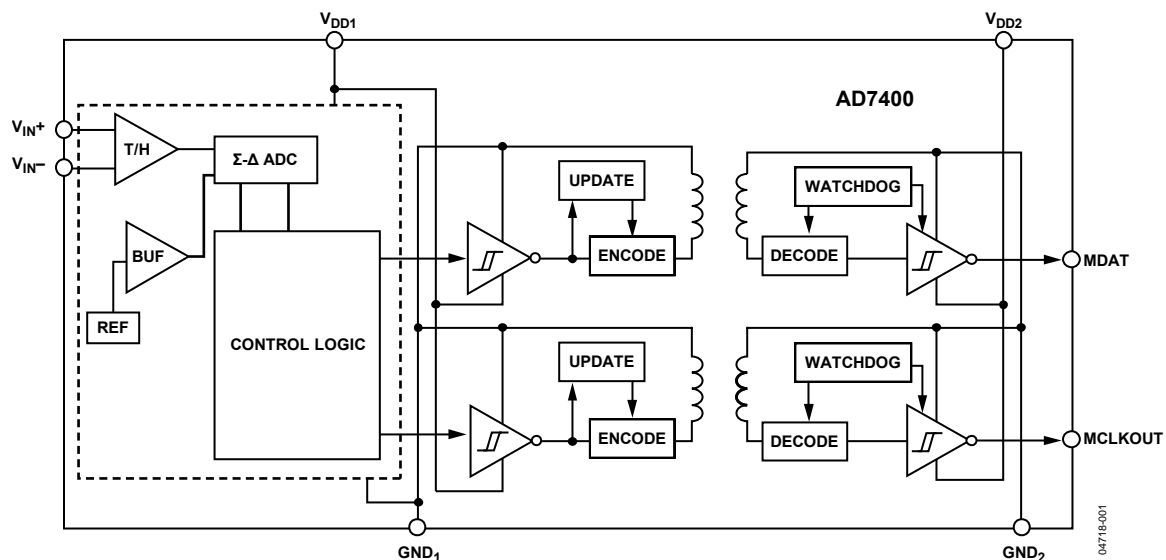 VDD1
VDD2
AD7400
VIN+
VIN−
T/H
Σ-Δ ADC
BUF
REF
CONTROL LOGIC
UPDATE
ENCODE
WATCHDOG
DECODE
MDAT
UPDATE
ENCODE
WATCHDOG
DECODE
MCLKOUT
GND1
GND2
04718-001